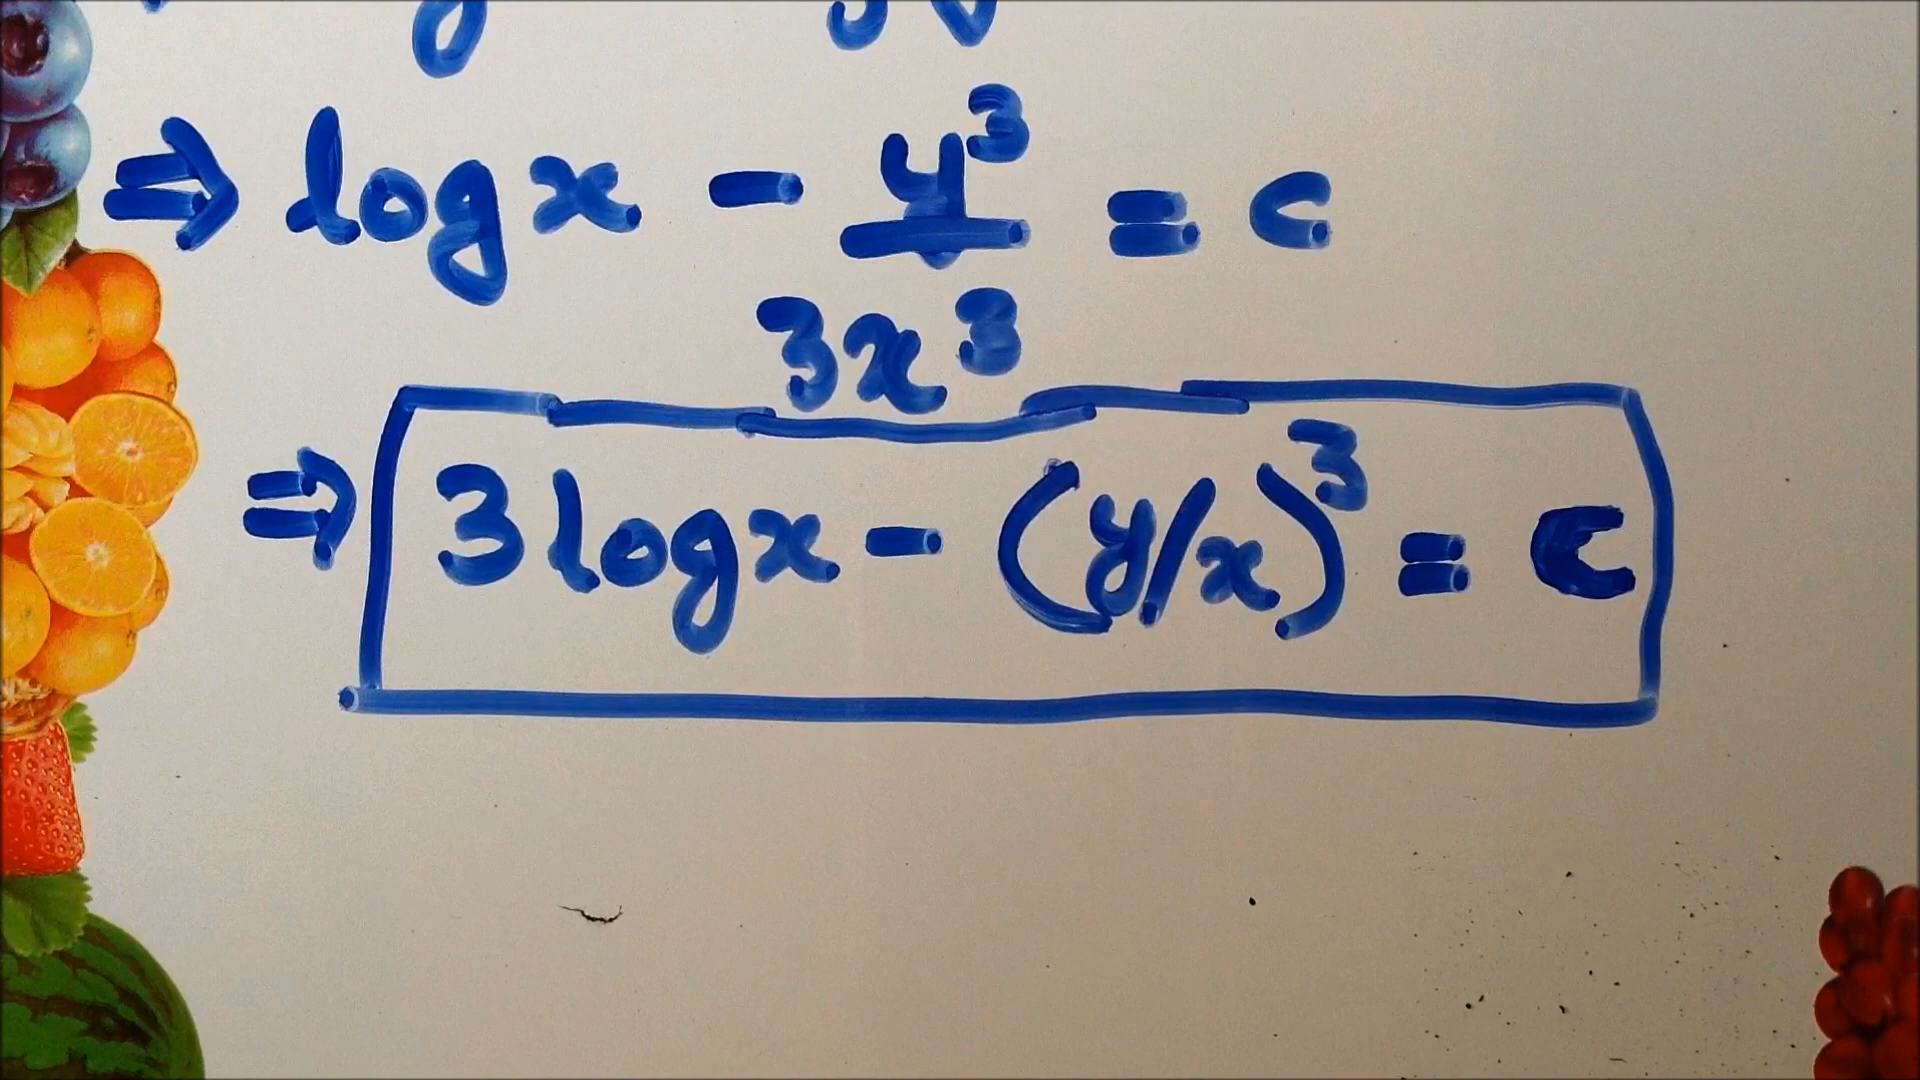 ⇒ log x - y³/3x³ = c
⇒ 3 log x - (y/x)³ = c